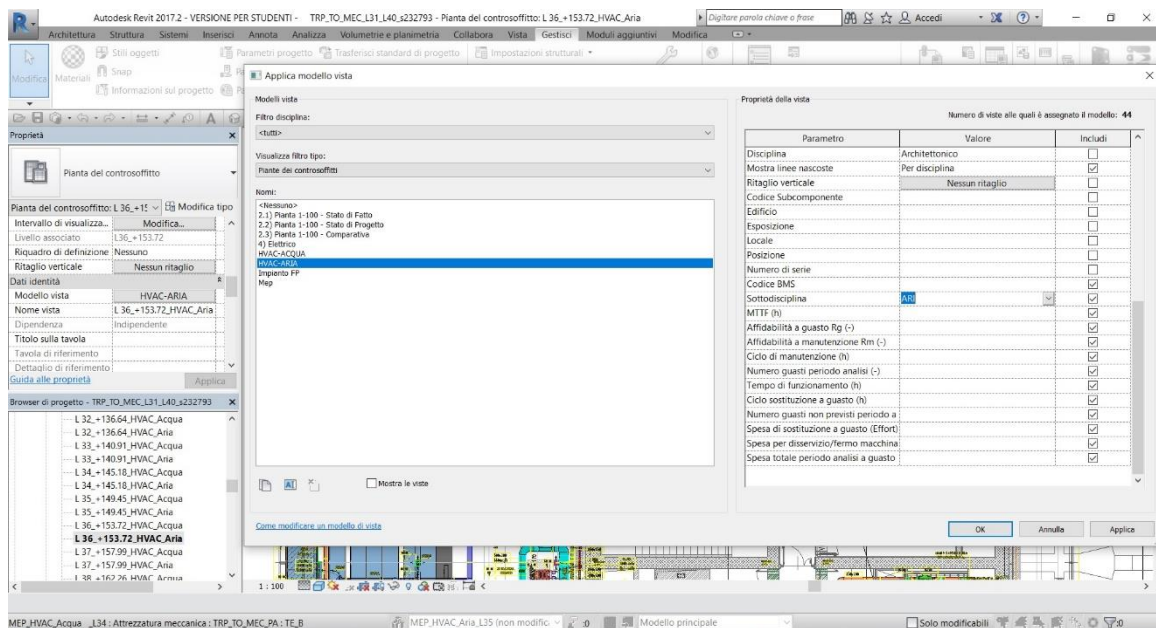 Autodesk Revit 2017.2 - VERSIONE PER STUDENTI - TRP_TO_MEC_L31_L40_s232793 - Pianta del controsoffitto: L 36_+153.72_HVAC_Aria
Digitare parola chiave o frase
Accedi
Architettura Struttura Sistemi Inserisci Annota Analizza Volumetrie e planimetria Collabora Vista Gestisci Moduli aggiuntivi Modifica
Modifica
Materiali
Stili oggetti
Snap
Informazioni sul progetto
Parametri progetto
Trasferisci standard di progetto
Impostazioni strutturali
Proprietà
Pianta del controsoffitto
Pianta del controsoffitto: L 36_+15
Modifica tipo
Intervallo di visualizza... Modifica...
Livello associato L36_+153.72
Riquadro di definizione Nessuno
Ritaglio verticale Nessun ritaglio
Dati identità
Modello vista HVAC-ARIA
Nome vista L 36_+153.72_HVAC_Aria
Dipendenza Indipendente
Titolo sulla tavola
Tavola di riferimento
Dettaglio di riferimento
Guida alle proprietà
Applica
Browser di progetto - TRP_TO_MEC_L31_L40_s232793
L 32_+136.64_HVAC_Acqua
L 32_+136.64_HVAC_Aria
L 33_+140.91_HVAC_Acqua
L 33_+140.91_HVAC_Aria
L 34_+145.18_HVAC_Acqua
L 34_+145.18_HVAC_Aria
L 35_+149.45_HVAC_Acqua
L 35_+149.45_HVAC_Aria
L 36_+153.72_HVAC_Acqua
L 36_+153.72_HVAC_Aria
L 37_+157.99_HVAC_Acqua
L 37_+157.99_HVAC_Aria
L 38_+162.26_HVAC_Acqua
Applica modello vista
Modelli vista
Filtro disciplina:
<tutti>
Visualizza filtro tipo:
Piante dei controsoffitti
Nomi:
<Nessuno>
2.1) Pianta 1-100 - Stato di Fatto
2.2) Pianta 1-100 - Stato di Progetto
2.3) Pianta 1-100 - Comparativa
4) Elettrico
HVAC-ACQUA
HVAC-ARIA
Impianto FP
Mep
Mostra le viste
Come modificare un modello di vista
Proprietà della vista
Numero di viste alle quali è assegnato il modello: 44
Parametro Valore Includi
Disciplina Architettonico
Mostra linee nascoste Per disciplina
Ritaglio verticale Nessun ritaglio
Codice Subcomponente
Edificio
Esposizione
Locale
Posizione
Numero di serie
Codice BMS
Sottodisciplina ARI
MTTF (h)
Affidabilità a guasto Rg (-)
Affidabilità a manutenzione Rm (-)
Ciclo di manutenzione (h)
Numero guasti periodo analisi (-)
Tempo di funzionamento (h)
Ciclo sostituzione a guasto (h)
Numero guasti non previsti periodo a
Spesa di sostituzione a guasto (Effort)
Spesa per disservizio/fermo macchina
Spesa totale periodo analisi a guasto
OK Annulla Applica
1 : 100
MEP_HVAC_Acqua _L34 : Attrezzatura meccanica : TRP_TO_MEC_PA : TE_B
MEP_HVAC_Aria_L35 (non modific
:0
Modello principale
Solo modificabili
:0